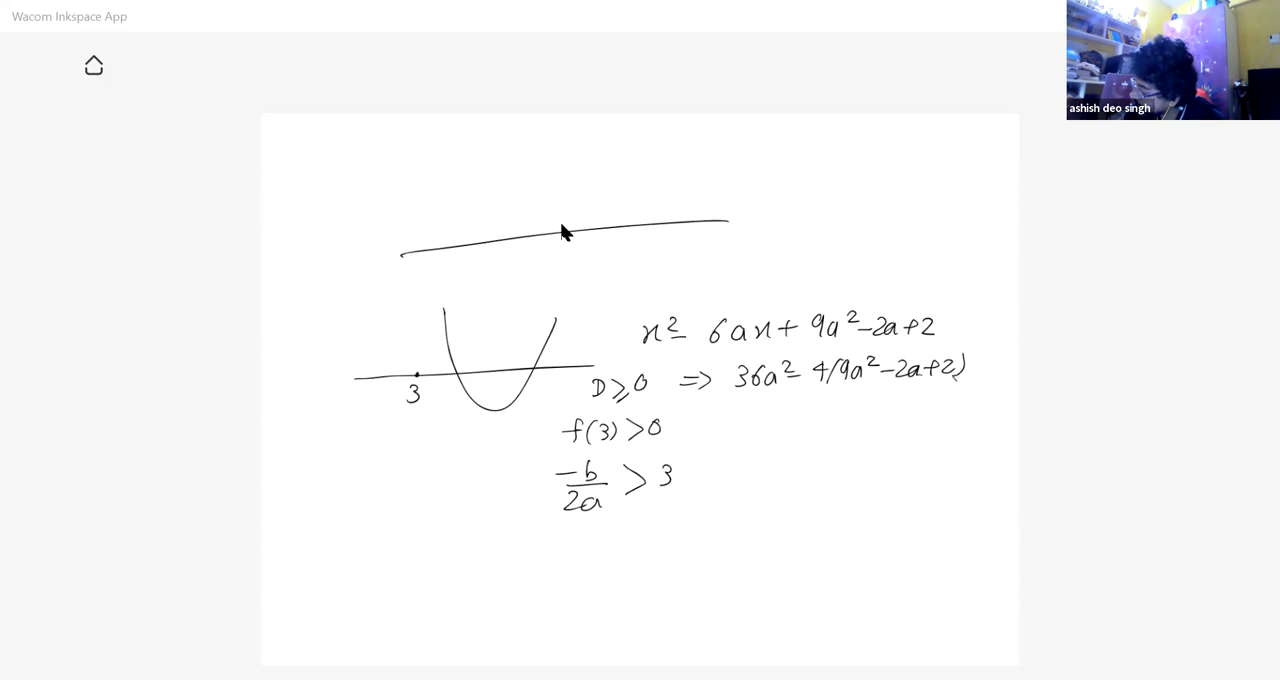 Wacom Inkspace App
ashish deo singh
x² - 6ax + 9a² - 2a + 2
D ≥ 0 => 36a² - 4(9a² - 2a + 2)
3
f(3) > 0
-b/2a > 3